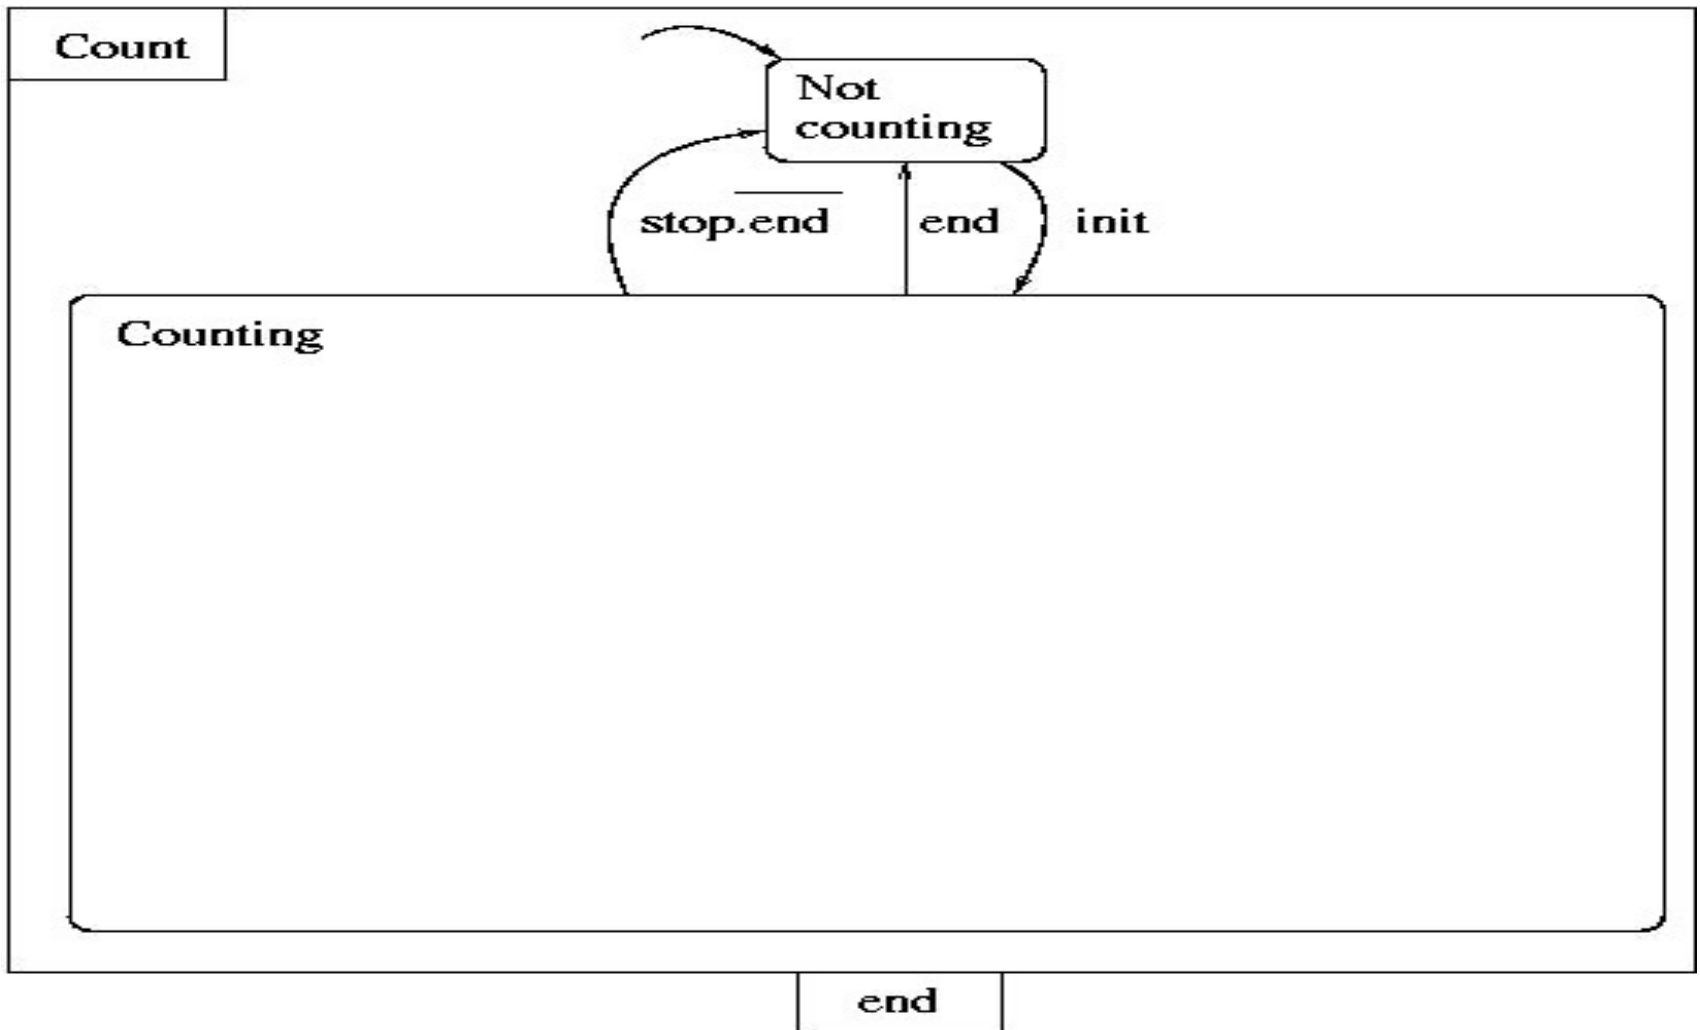 Count
Not
counting
stop.end
end
init
Counting
end